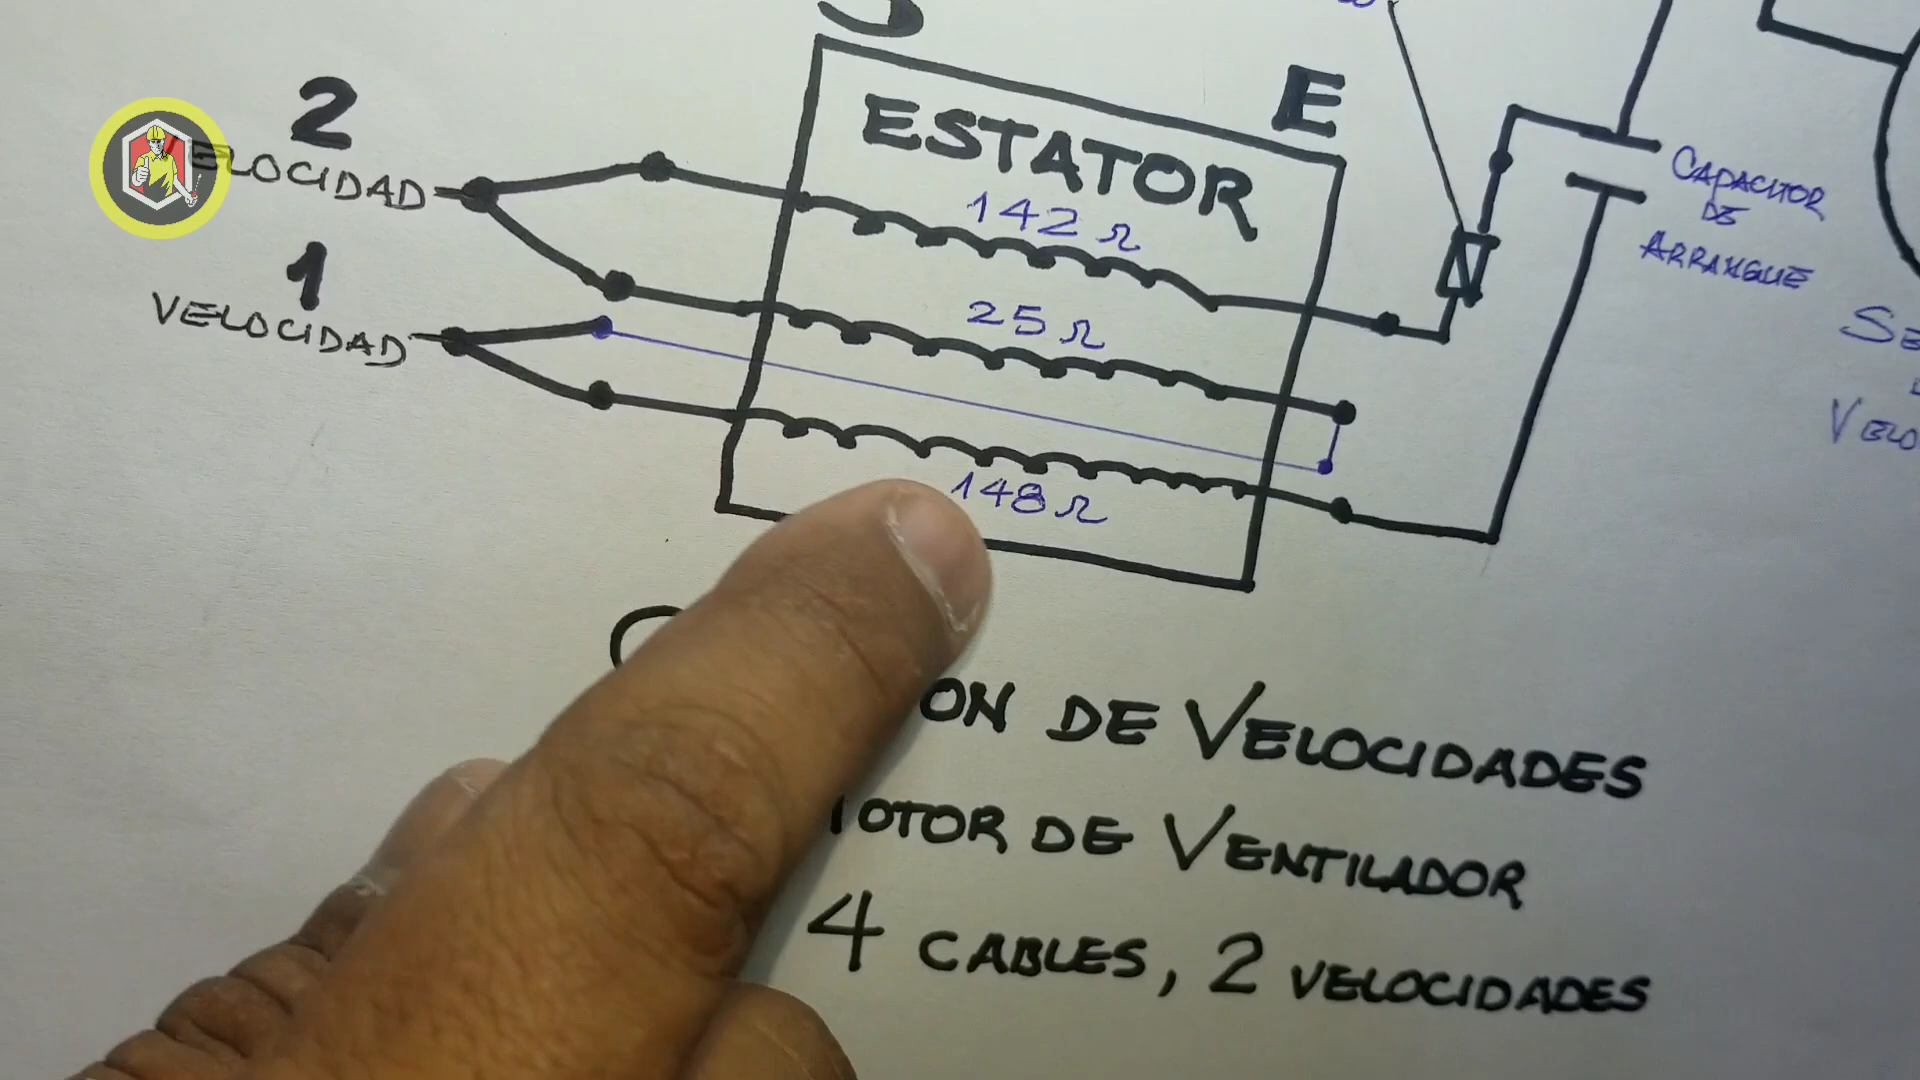 S
E
2
VELOCIDAD
1
VELOCIDAD
ESTATOR
142 Ω
25 Ω
148 Ω
CAPACITOR
DE
ARRANQUE
ON DE VELOCIDADES
MOTOR DE VENTILADOR
4 CABLES, 2 VELOCIDADES